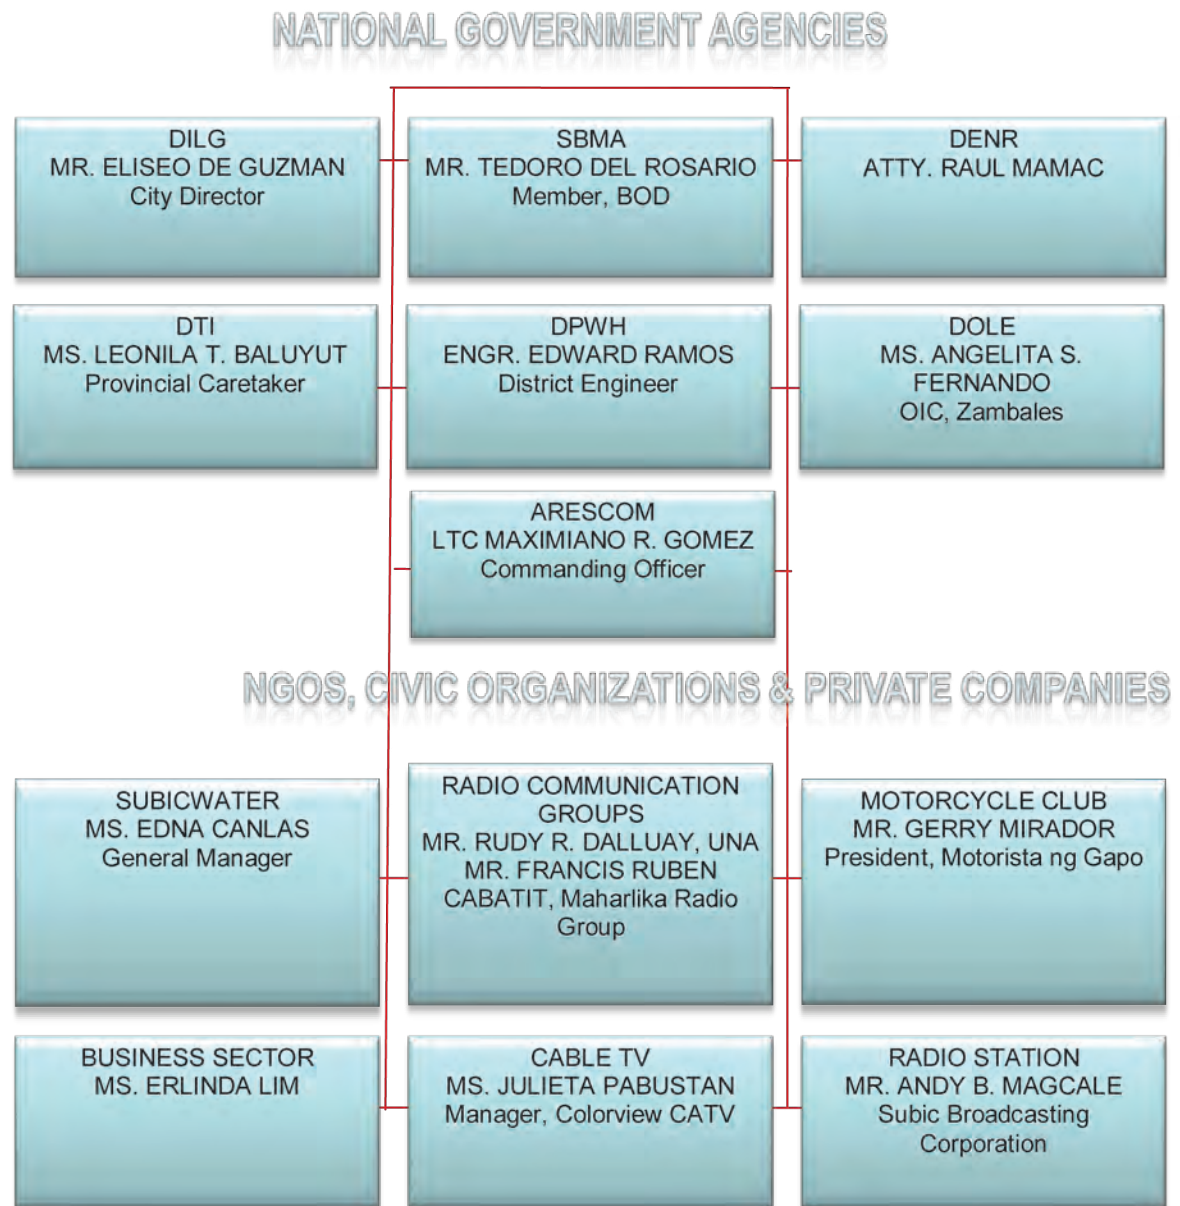 NATIONAL GOVERNMENT AGENCIES
DILG
MR. ELISEO DE GUZMAN
City Director
SBMA
MR. TEDORO DEL ROSARIO
Member, BOD
DENR
ATTY. RAUL MAMAC
DTI
MS. LEONILA T. BALUYUT
Provincial Caretaker
DPWH
ENGR. EDWARD RAMOS
District Engineer
DOLE
MS. ANGELITA S.
FERNANDO
OIC, Zambales
ARESCOM
LTC MAXIMIANO R. GOMEZ
Commanding Officer
NGOS, CIVIC ORGANIZATIONS & PRIVATE COMPANIES
SUBICWATER
MS. EDNA CANLAS
General Manager
RADIO COMMUNICATION
GROUPS
MR. RUDY R. DALLUAY, UNA
MR. FRANCIS RUBEN
CABATIT, Maharlika Radio
Group
MOTORCYCLE CLUB
MR. GERRY MIRADOR
President, Motorista ng Gapo
BUSINESS SECTOR
MS. ERLINDA LIM
CABLE TV
MS. JULIETA PABUSTAN
Manager, Colorview CATV
RADIO STATION
MR. ANDY B. MAGCALE
Subic Broadcasting
Corporation